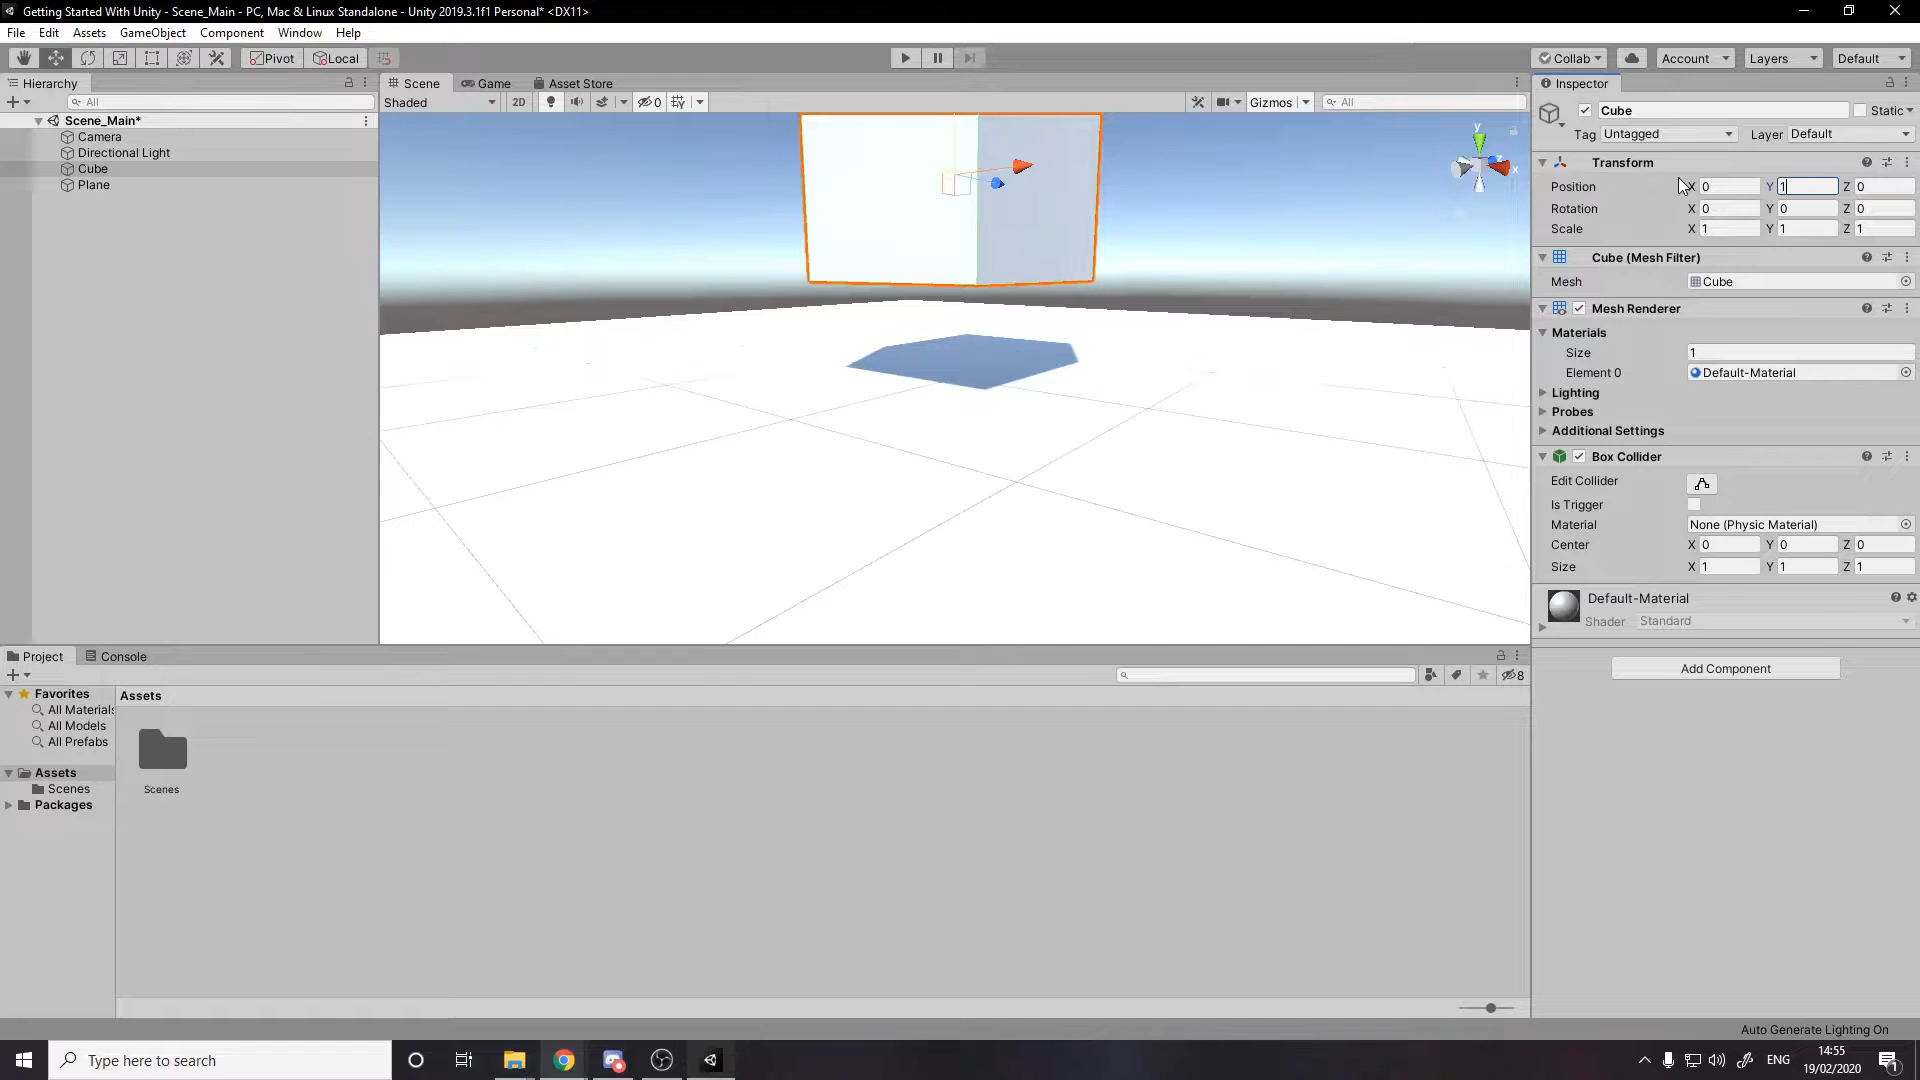 Getting Started With Unity - Scene_Main - PC, Mac & Linux Standalone - Unity 2019.3.1f1 Personal* <DX11>
File Edit Assets GameObject Component Window Help
Pivot Local Collab Account Layers Default
Hierarchy Scene Game Asset Store Inspector
All Shaded 2D 0 Gizmos All
Scene_Main*
Camera
Directional Light
Cube
Plane
y
x
Cube Static
Tag Untagged Layer Default
Transform
Position X 0 Y 1 Z 0
Rotation X 0 Y 0 Z 0
Scale X 1 Y 1 Z 1
Cube (Mesh Filter)
Mesh Cube
Mesh Renderer
Materials
Size 1
Element 0 Default-Material
Lighting
Probes
Additional Settings
Box Collider
Edit Collider
Is Trigger
Material None (Physic Material)
Center X 0 Y 0 Z 0
Size X 1 Y 1 Z 1
Default-Material
Shader Standard
Add Component
Project Console
8
Favorites
All Materials
All Models
All Prefabs
Assets
Scenes
Packages
Assets
Scenes
Auto Generate Lighting On
Type here to search
ENG
14:55
19/02/2020
1